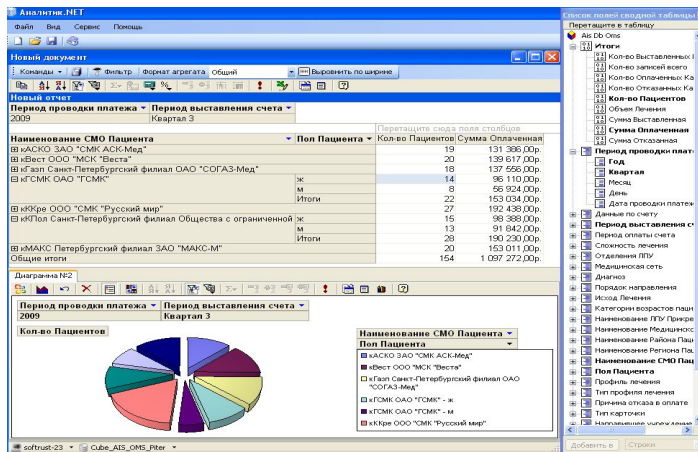 Аналитик.NET
Файл Вид Сервис Помощь
Новый документ
Команды Фильтр Формат агрегата Общий Выровнить по ширине
Новый отчет
Период проводки платежа Период выставления счета
2009 Квартал 3
Перетащите сюда поля столбцов
Наименование СМО Пациента Пол Пациента Кол-во Пациентов Сумма Оплаченная
кАСКО ЗАО "СМК АСК-Мед" 19 131 386,00р.
кВест ООО "МСК "Веста" 20 139 617,00р.
кГазп Санкт-Петербургский филиал ОАО "СОГАЗ-Мед" 18 137 556,00р.
кГСМК ОАО "ГСМК" ж 14 96 110,00р.
м 8 56 924,00р.
Итоги 22 153 034,00р.
кККре ООО "СМК "Русский мир" 27 192 438,00р.
кКПол Санкт-Петербургский филиал Общества с ограниченной ж 15 98 388,00р.
м 13 91 842,00р.
Итоги 28 190 230,00р.
кМАКС Петербургский филиал ЗАО "МАКС-М" 20 153 011,00р.
Общие итоги 154 1 097 272,00р.
Диаграмма №2
Период проводки платежа Период выставления счета
2009 Квартал 3
Кол-во Пациентов
Наименование СМО Пациента
Пол Пациента
кАСКО ЗАО "СМК АСК-Мед"
кВест ООО "МСК "Веста"
кГазп Санкт-Петербургский филиал ОАО
"СОГАЗ-Мед"
кГСМК ОАО "ГСМК" - ж
кГСМК ОАО "ГСМК" - м
кККре ООО "СМК "Русский мир"
softrust-23 Cube_AIS_OMS_Piter
Список полей сводной таблицы
Перетащите в таблицу
Ais Db Oms
Итоги
Кол-во Выставленных
Кол-во записей всего
Кол-во Оплаченных Ка
Кол-во Отказанных Ка
Кол-во Пациентов
Объем Лечения
Сумма Выставленная
Сумма Оплаченная
Сумма Отказанная
Период проводки плат
Год
Квартал
Месяц
День
Дата проводки платеж
Данные по счету
Период выставления сч
Период оплаты счета
Сложность лечения
Отделения ЛПУ
Медицинская сеть
Диагноз
Порядок направления
Исход Лечения
Категории возрастов паци
Наименование ЛПУ Прикре
Наименование Медицинско
Наименование Района Паци
Наименование Региона Пац
Наименование СМО Пац
Пол Пациента
Профиль лечения
Тип профиля лечения
Причина отказа в оплате
Тип карточки
Направившее учреждение
Добавить в Строки